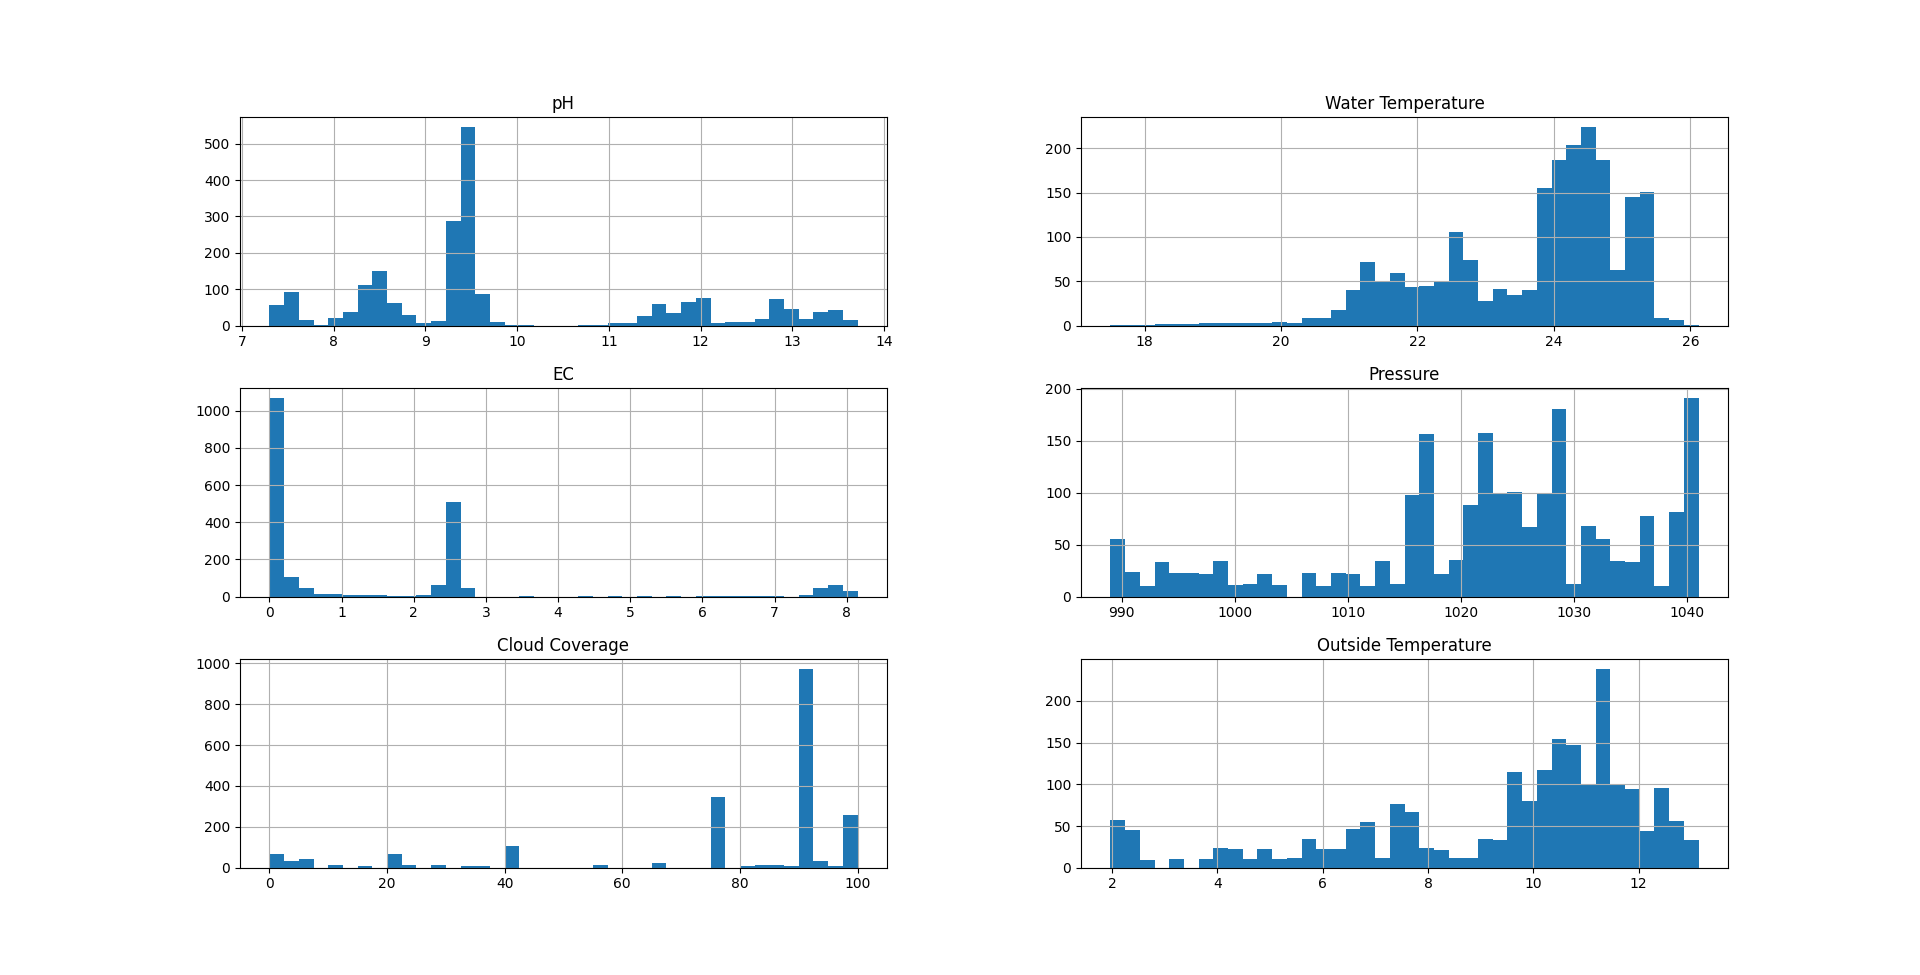 pH
500
400
300
200
100
0
7 8 9 10 11 12 13 14
Water Temperature
200
150
100
50
0
18 20 22 24 26
EC
1000
800
600
400
200
0
0 1 2 3 4 5 6 7 8
Pressure
200
150
100
50
0
990 1000 1010 1020 1030 1040
Cloud Coverage
1000
800
600
400
200
0
0 20 40 60 80 100
Outside Temperature
200
150
100
50
0
2 4 6 8 10 12